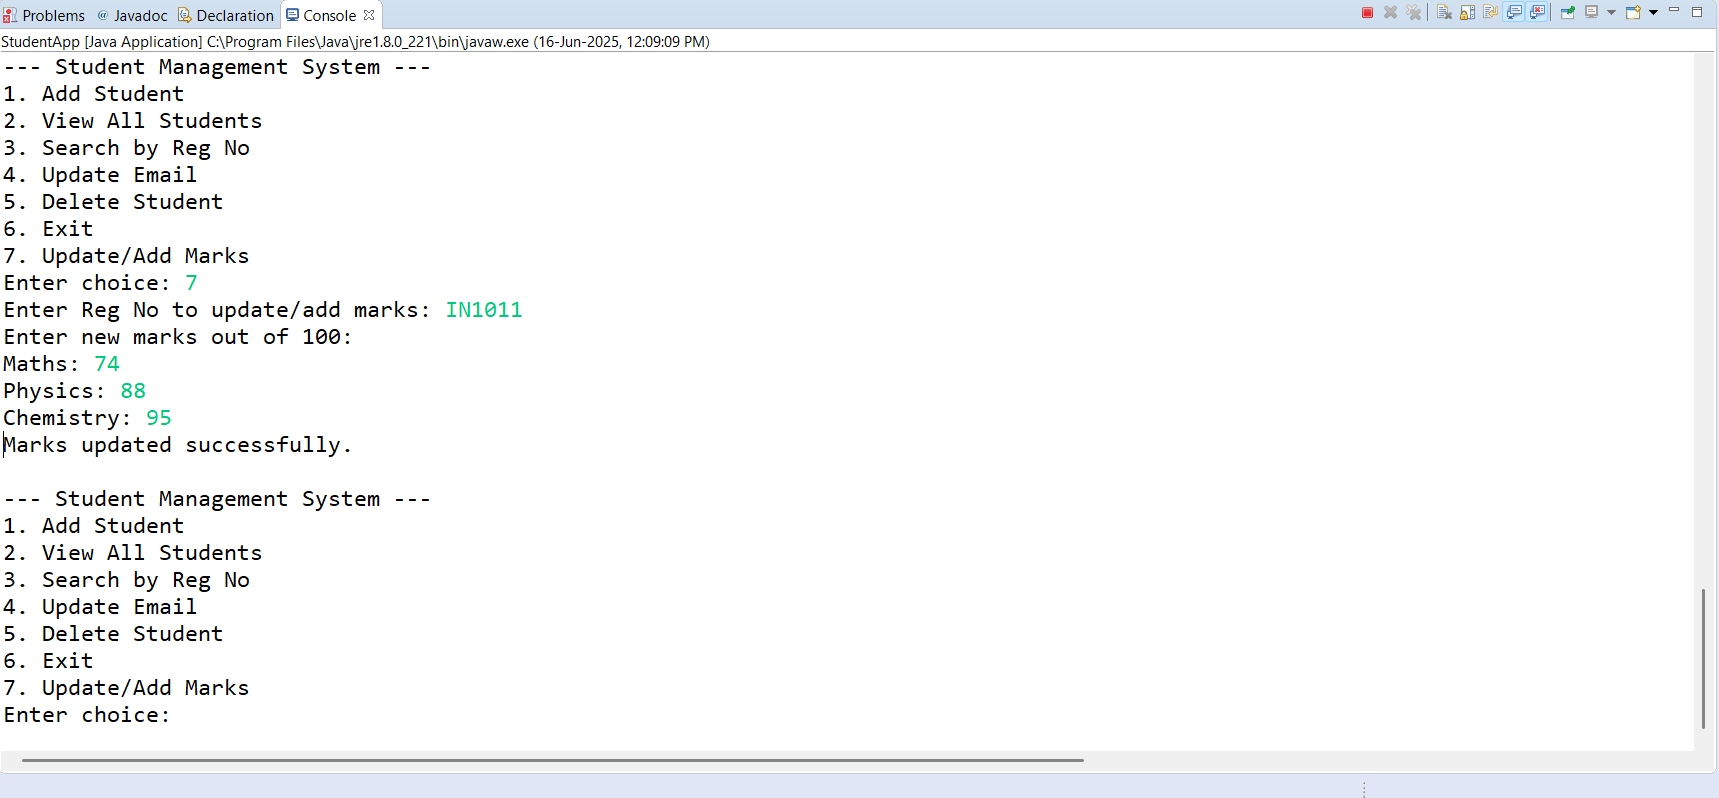 Problems @ Javadoc Declaration Console
StudentApp [Java Application] C:\Program Files\Java\jre1.8.0_221\bin\javaw.exe (16-Jun-2025, 12:09:09 PM)
--- Student Management System ---
1. Add Student
2. View All Students
3. Search by Reg No
4. Update Email
5. Delete Student
6. Exit
7. Update/Add Marks
Enter choice: 7
Enter Reg No to update/add marks: IN1011
Enter new marks out of 100:
Maths: 74
Physics: 88
Chemistry: 95
Marks updated successfully.
--- Student Management System ---
1. Add Student
2. View All Students
3. Search by Reg No
4. Update Email
5. Delete Student
6. Exit
7. Update/Add Marks
Enter choice: